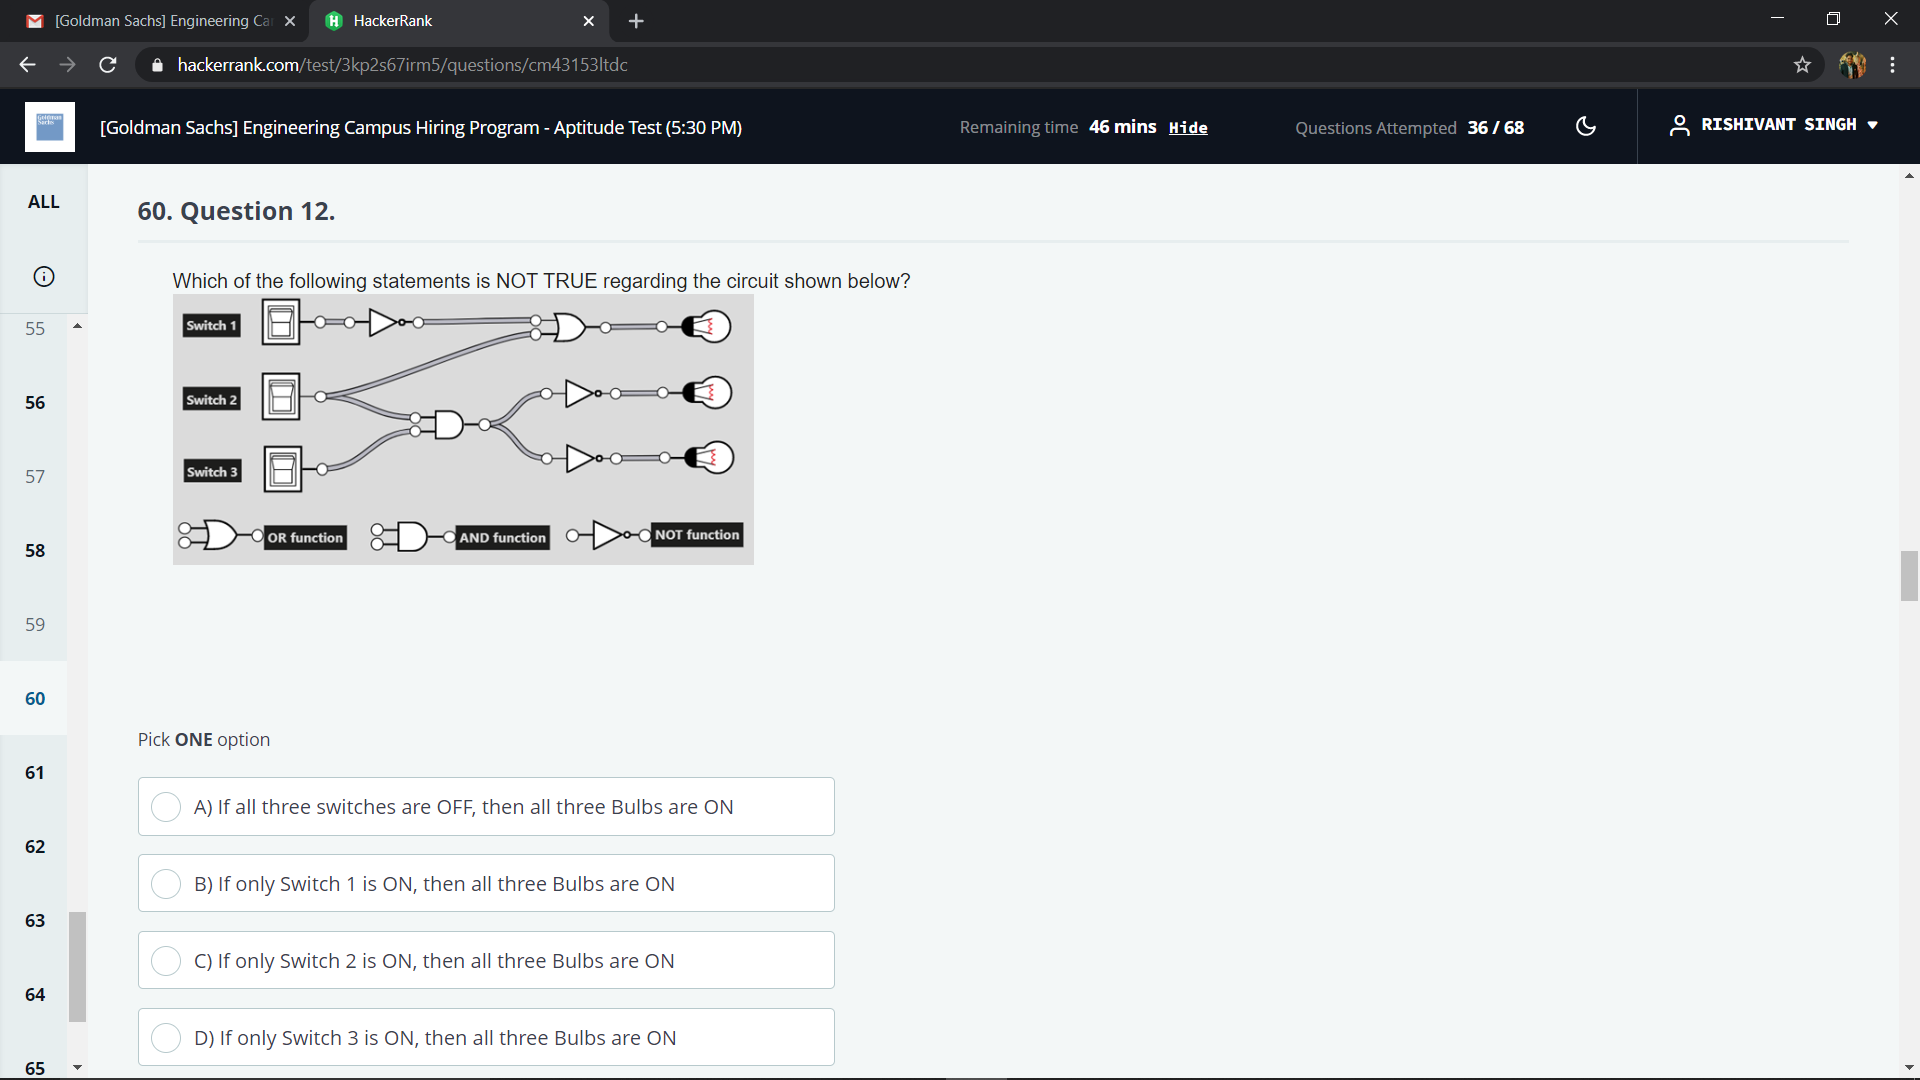 [Goldman Sachs] Engineering Ca
HackerRank
hackerrank.com/test/3kp2s67irm5/questions/cm43153ltdc
Goldman
Sachs
[Goldman Sachs] Engineering Campus Hiring Program - Aptitude Test (5:30 PM)
Remaining time 46 mins Hide
Questions Attempted 36 / 68
RISHIVANT SINGH
ALL
55
56
57
58
59
60
61
62
63
64
65
60. Question 12.
Which of the following statements is NOT TRUE regarding the circuit shown below?
Switch 1
Switch 2
Switch 3
OR function
AND function
NOT function
Pick ONE option
A) If all three switches are OFF, then all three Bulbs are ON
B) If only Switch 1 is ON, then all three Bulbs are ON
C) If only Switch 2 is ON, then all three Bulbs are ON
D) If only Switch 3 is ON, then all three Bulbs are ON